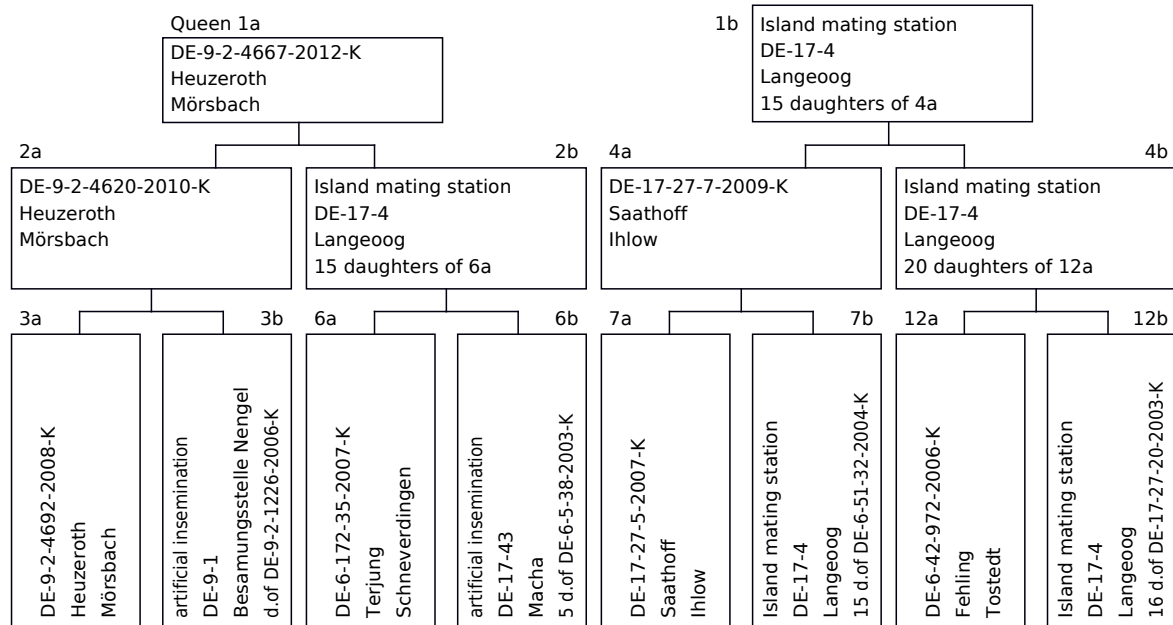 Queen 1a
DE-9-2-4667-2012-K
Heuzeroth
Mörsbach
1b
Island mating station
DE-17-4
Langeoog
15 daughters of 4a
2a
DE-9-2-4620-2010-K
Heuzeroth
Mörsbach
2b
Island mating station
DE-17-4
Langeoog
15 daughters of 6a
4a
DE-17-27-7-2009-K
Saathoff
Ihlow
4b
Island mating station
DE-17-4
Langeoog
20 daughters of 12a
3a
DE-9-2-4692-2008-K
Heuzeroth
Mörsbach
3b
artificial insemination
DE-9-1
Besamungsstelle Nengel
d.of DE-9-2-1226-2006-K
6a
DE-6-172-35-2007-K
Terjung
Schneverdingen
6b
artificial insemination
DE-17-43
Macha
5 d.of DE-6-5-38-2003-K
7a
DE-17-27-5-2007-K
Saathoff
Ihlow
7b
Island mating station
DE-17-4
Langeoog
15 d.of DE-6-51-32-2004-K
12a
DE-6-42-972-2006-K
Fehling
Tostedt
12b
Island mating station
DE-17-4
Langeoog
16 d.of DE-17-27-20-2003-K